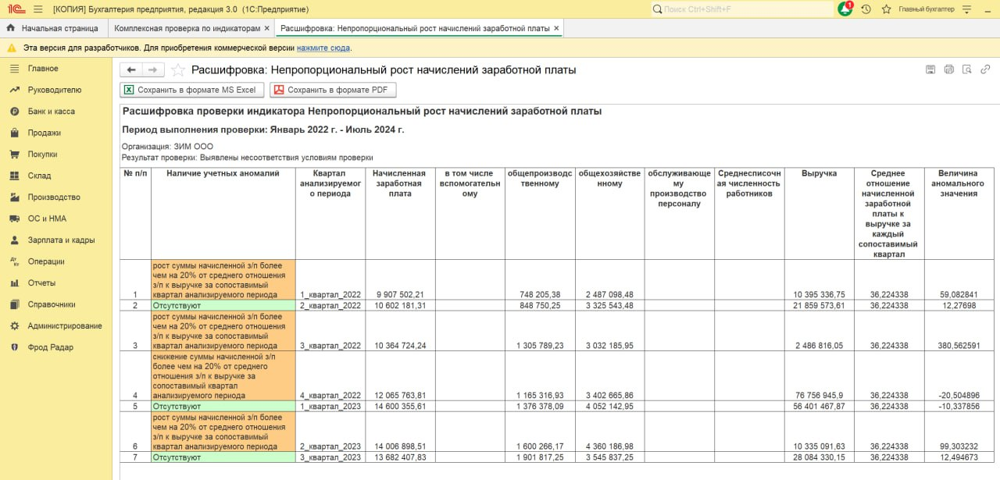 [КОПИЯ] Бухгалтерия предприятия, редакция 3.0 (1С:Предприятие)
Поиск Ctrl+Shift+F
1
Главный бухгалтер
Начальная страница
Комплексная проверка по индикаторам ×
Расшифровка: Непропорциональный рост начислений заработной платы ×
Эта версия для разработчиков. Для приобретения коммерческой версии нажмите сюда.
Главное
Руководителю
Банк и касса
Продажи
Покупки
Склад
Производство
ОС и НМА
Зарплата и кадры
Операции
Отчеты
Справочники
Администрирование
Фрод Радар
Расшифровка: Непропорциональный рост начислений заработной платы
Сохранить в формате MS Excel
Сохранить в формате PDF
Расшифровка проверки индикатора Непропорциональный рост начислений заработной платы
Период выполнения проверки: Январь 2022 г. - Июль 2024 г.
Организация: ЗИМ ООО
Результат проверки: Выявлены несоответствия условиям проверки
№ п/п
Наличие учетных аномалий
Квартал
анализируемог
о периода
Начисленная
заработная
плата
в том числе
вспомогательн
ому
общепроизводс
твенному
общехозяйстве
нному
обслуживающе
му
производство
персоналу
Среднесписочн
ая численность
работников
Выручка
Среднее
отношение
начисленной
заработной
платы к
выручке за
каждый
сопоставимый
квартал
Величина
аномального
значения
рост суммы начисленной з/п более
чем на 20% от среднего отношения
з/п к выручке за сопоставимый
1 квартал анализируемого периода 1_квартал_2022 9 907 502,21 748 205,38 2 487 098,48 10 395 336,75 36,224338 59,082841
2 Отсутствуют 2_квартал_2022 10 602 181,31 848 750,25 3 325 543,48 21 859 573,61 36,224338 12,27698
рост суммы начисленной з/п более
чем на 20% от среднего отношения
з/п к выручке за сопоставимый
3 квартал анализируемого периода 3_квартал_2022 10 364 724,24 1 305 789,23 3 032 185,95 2 486 816,05 36,224338 380,562591
снижение суммы начисленной з/п
более чем на 20% от среднего
отношения з/п к выручке за
сопоставимый квартал
4 анализируемого периода 4_квартал_2022 12 065 763,81 1 165 316,93 3 402 665,86 76 756 945,9 36,224338 -20,504896
5 Отсутствуют 1_квартал_2023 14 600 355,61 1 376 378,09 4 052 142,95 56 401 467,87 36,224338 -10,337856
рост суммы начисленной з/п более
чем на 20% от среднего отношения
з/п к выручке за сопоставимый
6 квартал анализируемого периода 2_квартал_2023 14 006 898,51 1 600 266,17 4 360 186,98 10 335 091,63 36,224338 99,303232
7 Отсутствуют 3_квартал_2023 13 682 407,83 1 901 817,25 3 545 837,25 28 084 330,15 36,224338 12,494673